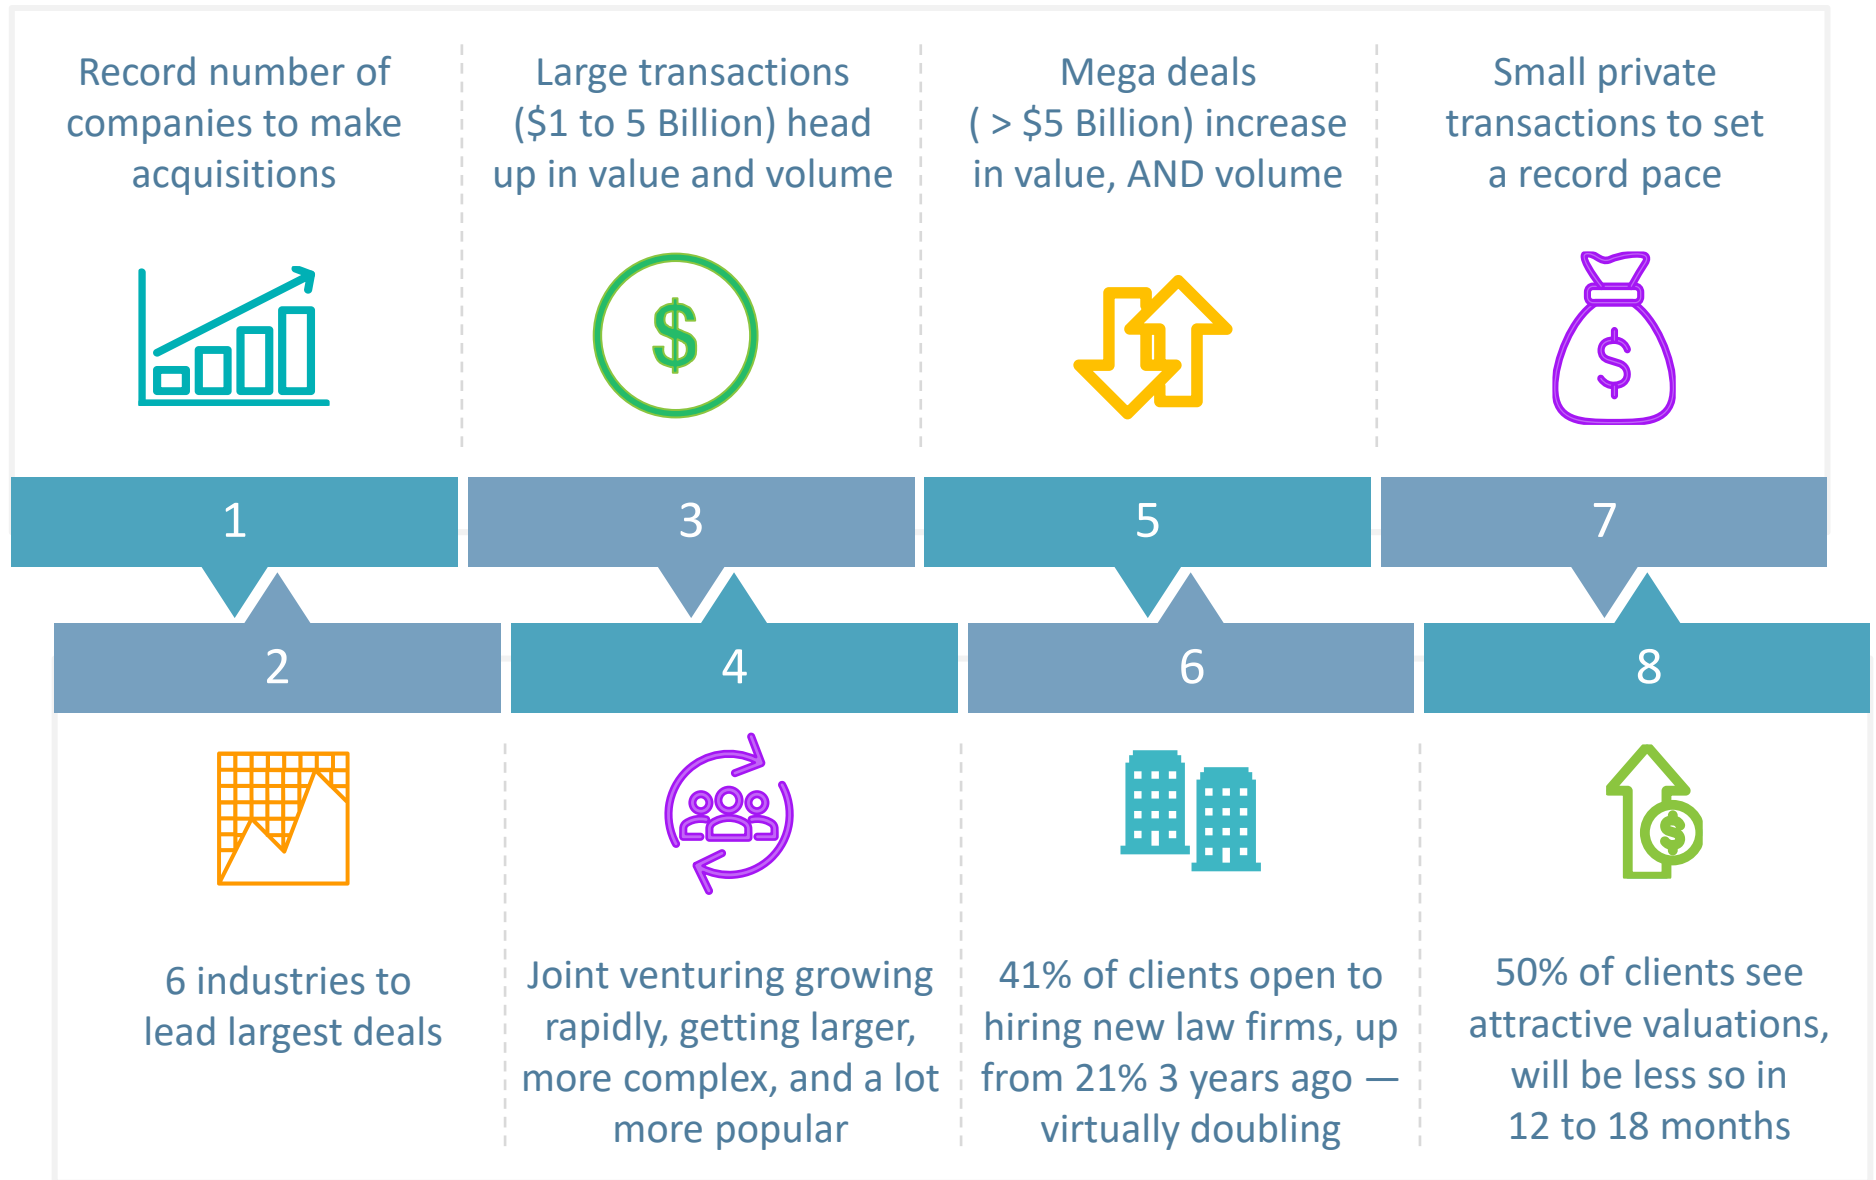 Record number of
companies to make
acquisitions
1
2
6 industries to
lead largest deals
Large transactions
($1 to 5 Billion) head
up in value and volume
$
3
4
Joint venturing growing
rapidly, getting larger,
more complex, and a lot
more popular
Mega deals
( > $5 Billion) increase
in value, AND volume
5
6
41% of clients open to
hiring new law firms, up
from 21% 3 years ago —
virtually doubling
Small private
transactions to set
a record pace
$
7
8
$
50% of clients see
attractive valuations,
will be less so in
12 to 18 months